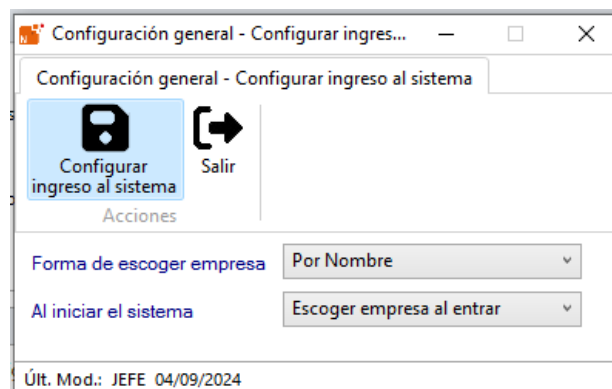 Configuración general - Configurar ingres...
Configuración general - Configurar ingreso al sistema
Configurar
ingreso al sistema
Salir
Acciones
Forma de escoger empresa
Por Nombre
Al iniciar el sistema
Escoger empresa al entrar
Últ. Mod.: JEFE 04/09/2024